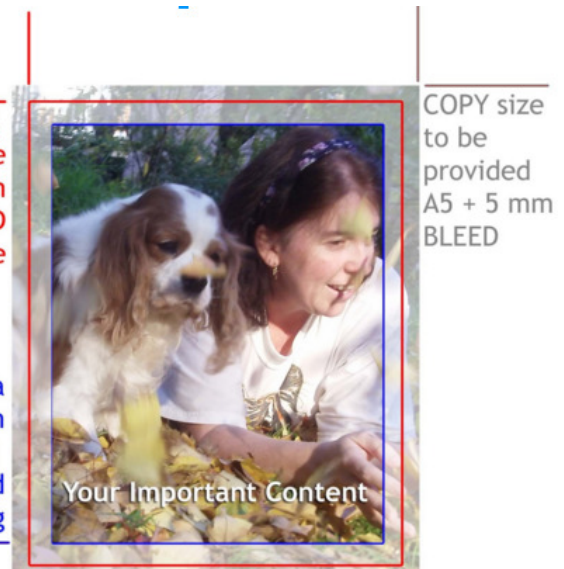 COPY size
to be
provided
A5 + 5 mm
BLEED
Your Important Content